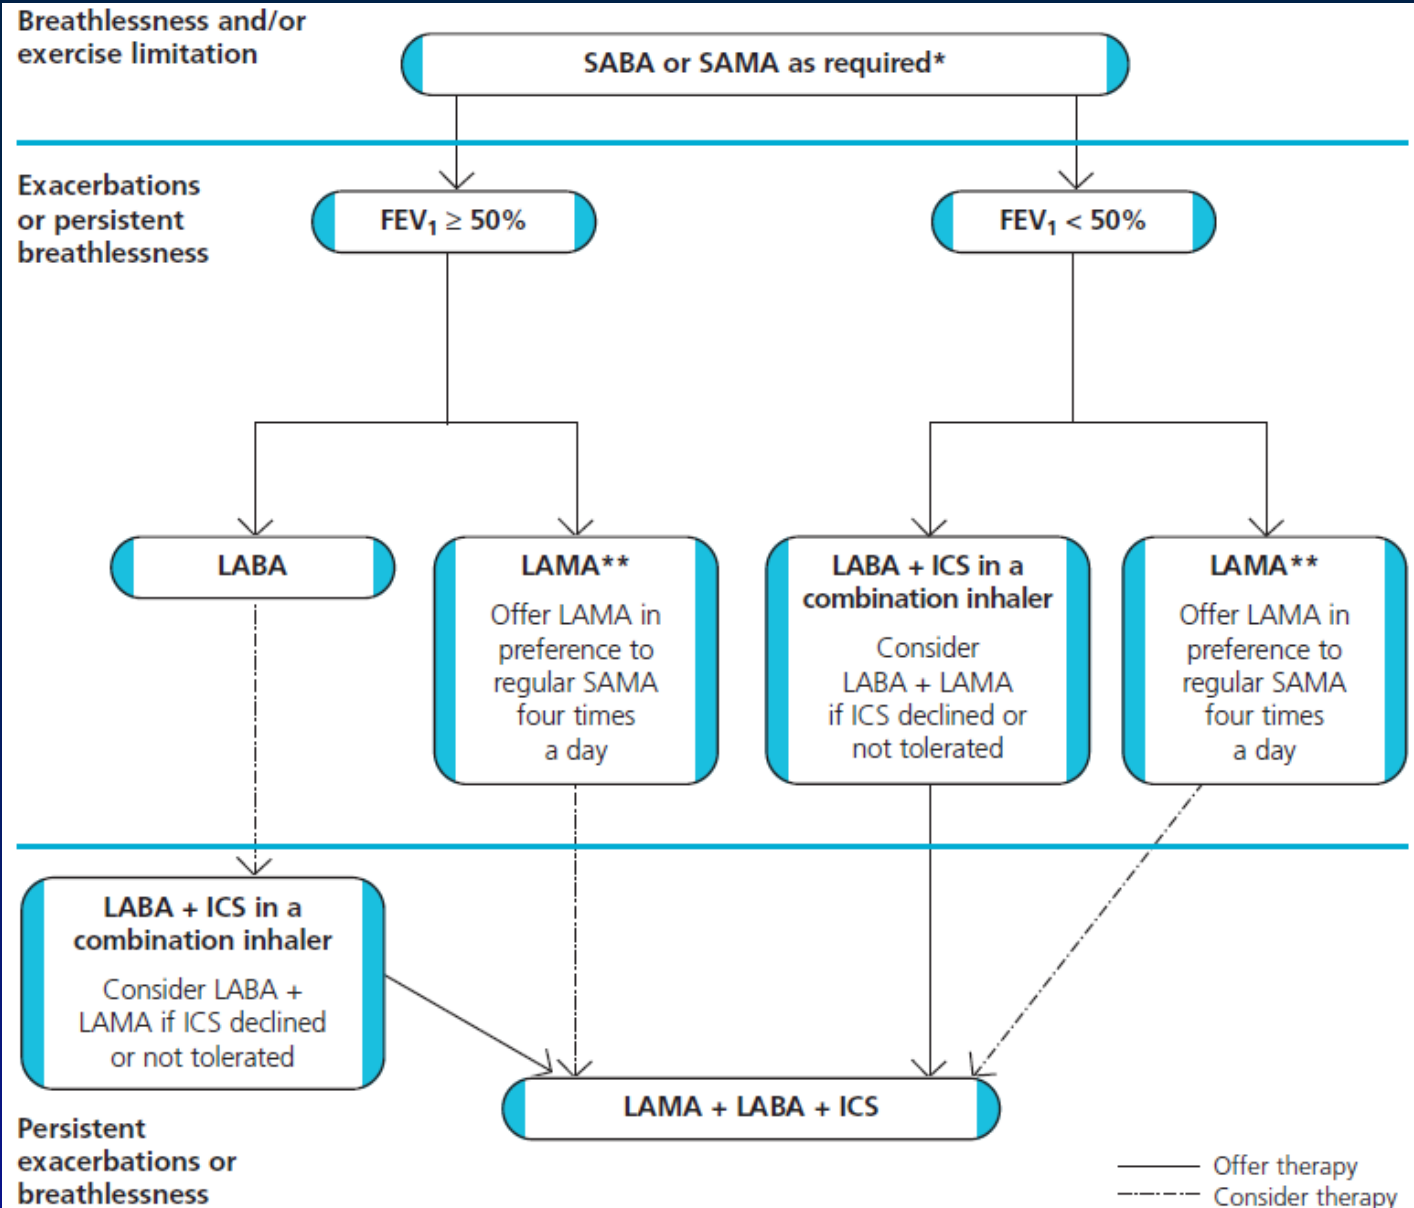 Breathlessness and/or
exercise limitation
SABA or SAMA as required*
Exacerbations
or persistent
breathlessness
FEV₁ ≥ 50%
FEV₁ < 50%
LABA
LAMA**
Offer LAMA in
preference to
regular SAMA
four times
a day
LABA + ICS in a
combination inhaler
Consider
LABA + LAMA
if ICS declined or
not tolerated
LAMA**
Offer LAMA in
preference to
regular SAMA
four times
a day
LABA + ICS in a
combination inhaler
Consider LABA +
LAMA if ICS declined
or not tolerated
LAMA + LABA + ICS
Persistent
exacerbations or
breathlessness
Offer therapy
Consider therapy